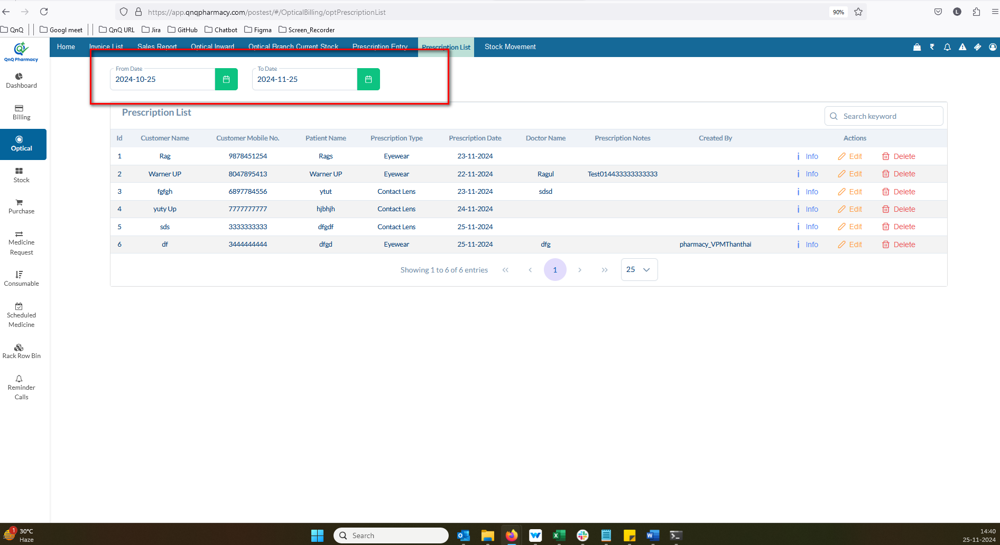 https://app.qnqpharmacy.com/postest/#/OpticalBilling/optPrescriptionList 90% L
QnQ Googl meet QnQ URL Jira GitHub Chatbot Figma Screen_Recorder
QnQ Pharmacy
Home Invoice List Sales Report Optical Inward Optical Branch Current Stock Prescription Entry Prescription List Stock Movement
Dashboard
Billing
Optical
Stock
Purchase
Medicine
Request
Consumable
Scheduled
Medicine
Rack Row Bin
Reminder
Calls
From Date To Date
2024-10-25 2024-11-25
Prescription List
Search keyword
Id Customer Name Customer Mobile No. Patient Name Prescription Type Prescription Date Doctor Name Prescription Notes Created By Actions
1 Rag 9878451254 Rags Eyewear 23-11-2024 Info Edit Delete
2 Warner UP 8047895413 Warner UP Eyewear 22-11-2024 Ragul Test014433333333333 Info Edit Delete
3 fgfgh 6897784556 ytut Contact Lens 23-11-2024 sdsd Info Edit Delete
4 yuty Up 7777777777 hjbhjh Contact Lens 24-11-2024 Info Edit Delete
5 sds 3333333333 dfgdf Contact Lens 25-11-2024 Info Edit Delete
6 df 3444444444 dfgd Eyewear 25-11-2024 dfg pharmacy_VPMThanthai Info Edit Delete
Showing 1 to 6 of 6 entries « ‹ 1 › » 25
1 30°C
Haze
Search
14:40
25-11-2024